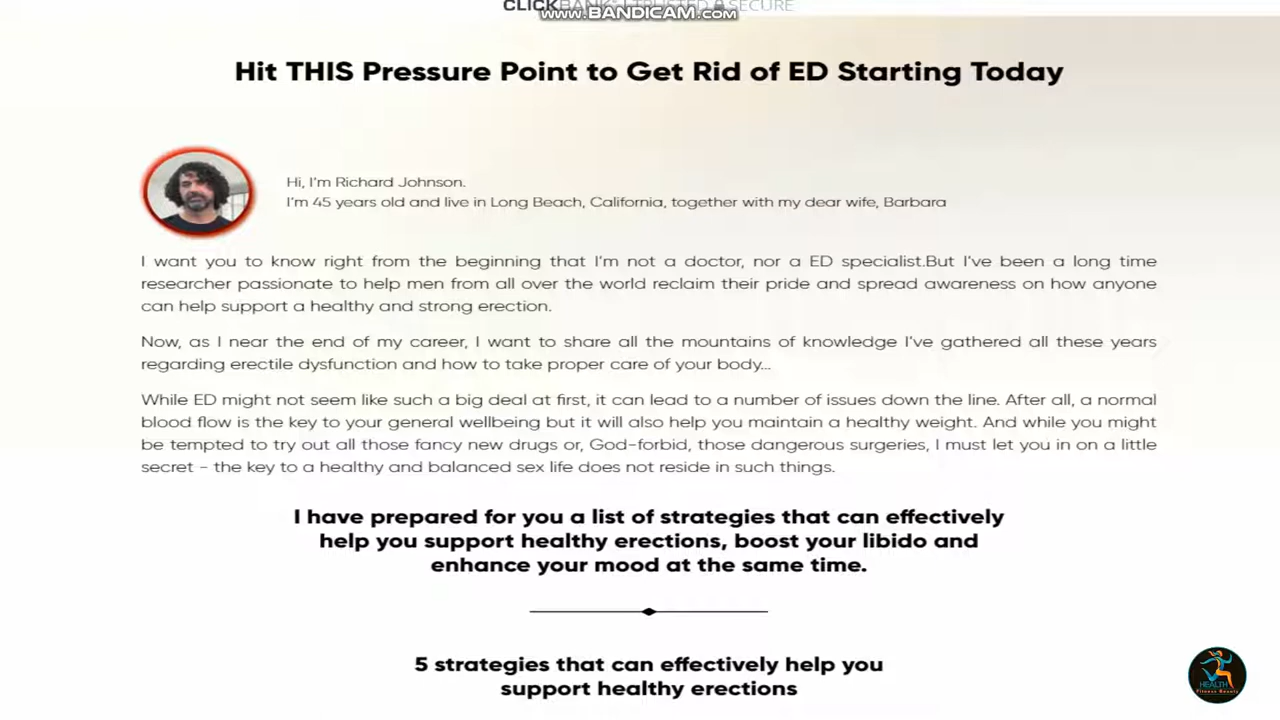 CLICKBANK: | TRUSTED SECURE
www.BANDICAM.com
Hit THIS Pressure Point to Get Rid of ED Starting Today
Hi, I'm Richard Johnson.
I'm 45 years old and live in Long Beach, California, together with my dear wife, Barbara
I want you to know right from the beginning that I'm not a doctor, nor a ED specialist.But I've been a long time
researcher passionate to help men from all over the world reclaim their pride and spread awareness on how anyone
can help support a healthy and strong erection.
Now, as I near the end of my career, I want to share all the mountains of knowledge I've gathered all these years
regarding erectile dysfunction and how to take proper care of your body...
While ED might not seem like such a big deal at first, it can lead to a number of issues down the line. After all, a normal
blood flow is the key to your general wellbeing but it will also help you maintain a healthy weight. And while you might
be tempted to try out all those fancy new drugs or, God-forbid, those dangerous surgeries, I must let you in on a little
secret - the key to a healthy and balanced sex life does not reside in such things.
I have prepared for you a list of strategies that can effectively
help you support healthy erections, boost your libido and
enhance your mood at the same time.
5 strategies that can effectively help you
support healthy erections
HEALTH
Fitness Beauty